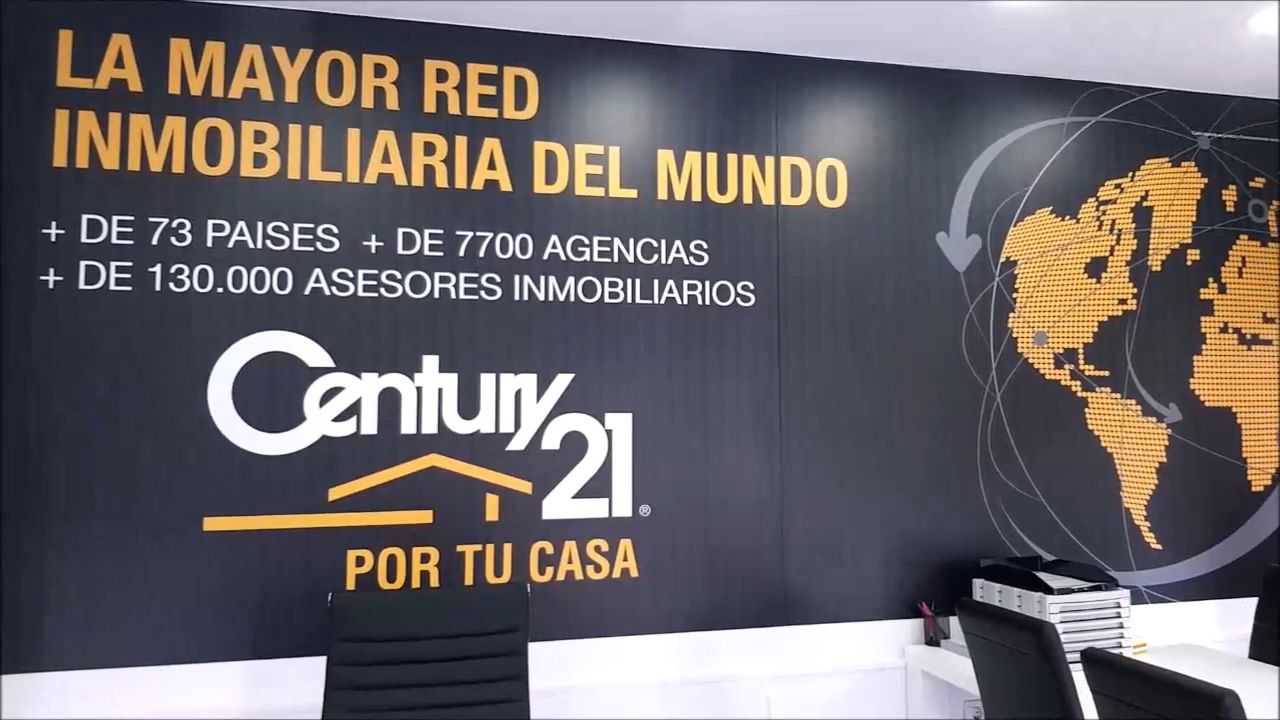 LA MAYOR RED
INMOBILIARIA DEL MUNDO
+ DE 73 PAISES + DE 7700 AGENCIAS
+ DE 130.000 ASESORES INMOBILIARIOS
Century
21®
POR TU CASA